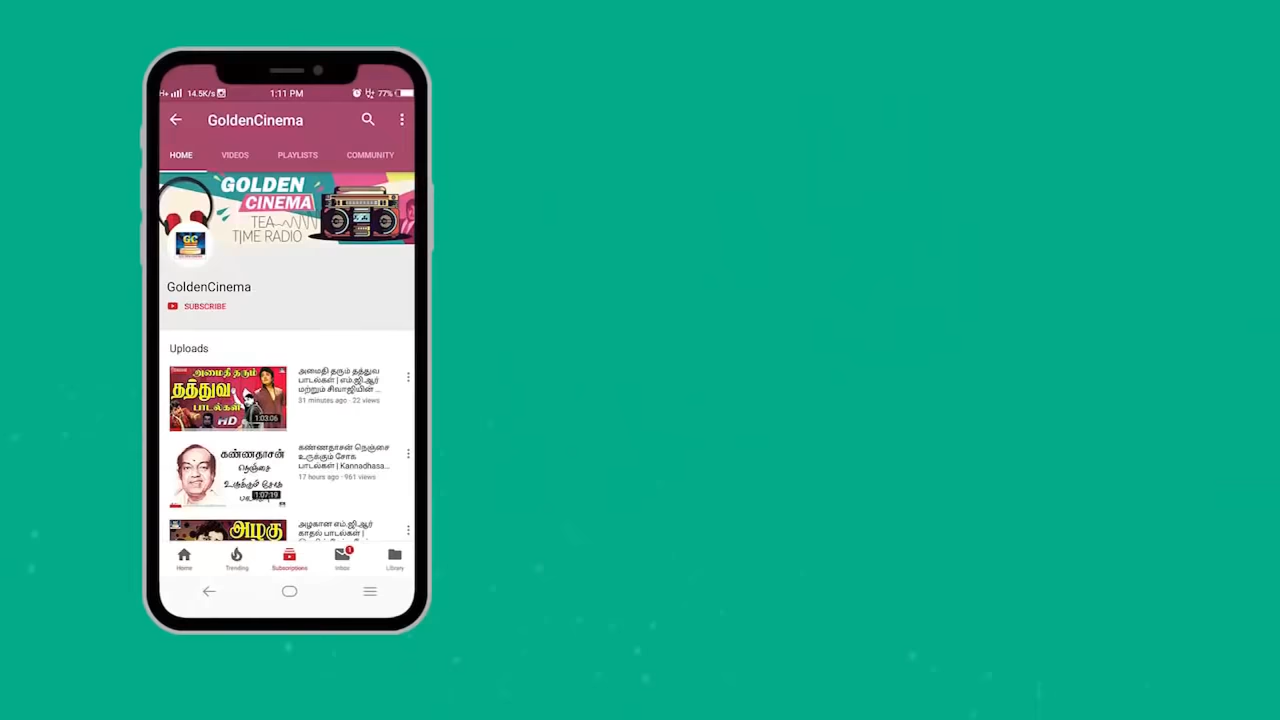 H+ 14.5K/s 1:11 PM 77%
GoldenCinema
HOME VIDEOS PLAYLISTS COMMUNITY
GOLDEN
CINEMA
TEA
TIME RADIO
GC
GoldenCinema
SUBSCRIBE
Uploads
அமைதி தரும்
தத்துவ
பாடல்கள்
HD
1:03:06
அமைதி தரும் தத்துவ
பாடல்கள் | எம்.ஜி.ஆர்
மற்றும் சிவாஜியின் ...
31 minutes ago · 22 views
கண்ணதாசன்
நெஞ்சை
உருக்கும் சோக
1:07:19
கண்ணதாசன் நெஞ்சை
உருக்கும் சோக
பாடல்கள் | Kannadhasa...
17 hours ago · 961 views
அழகு
அழகான எம்.ஜி.ஆர்
காதல் பாடல்கள் |
Home Trending Subscriptions 1 Inbox Library